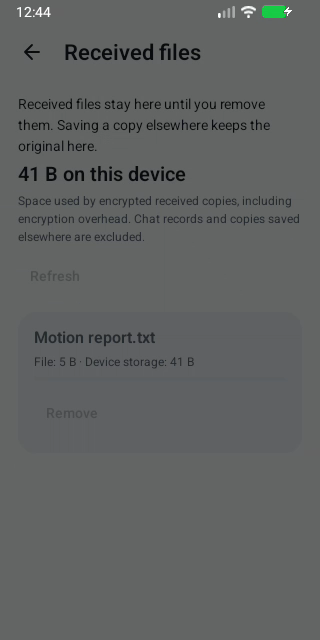 12:44
Received files
Received files stay here until you remove
them. Saving a copy elsewhere keeps the
original here.
41 B on this device
Space used by encrypted received copies, including
encryption overhead. Chat records and copies saved
elsewhere are excluded.
Refresh
Motion report.txt
File: 5 B · Device storage: 41 B
Remove